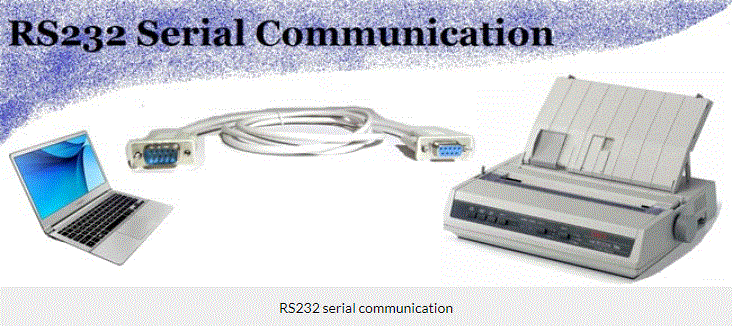 RS232 Serial Communication
RS232 serial communication